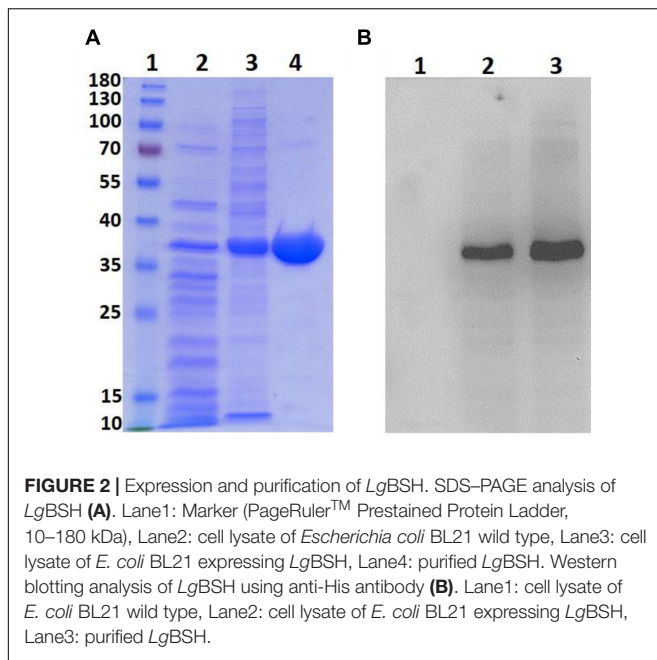 A
B
1 2 3 4
1 2 3
180
130
100
70
55
40
35
25
15
10
FIGURE 2 | Expression and purification of LgBSH. SDS–PAGE analysis of
LgBSH (A). Lane1: Marker (PageRuler™ Prestained Protein Ladder,
10–180 kDa), Lane2: cell lysate of Escherichia coli BL21 wild type, Lane3: cell
lysate of E. coli BL21 expressing LgBSH, Lane4: purified LgBSH. Western
blotting analysis of LgBSH using anti-His antibody (B). Lane1: cell lysate of
E. coli BL21 wild type, Lane2: cell lysate of E. coli BL21 expressing LgBSH,
Lane3: purified LgBSH.